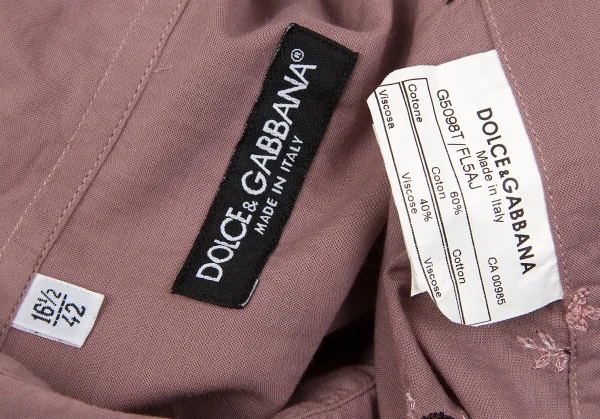 DOLCE & GABBANA®
MADE IN ITALY
16½
42
DOLCE&GABBANA
Made in Italy
CA 00985
G5098T/FL5AJ
Cotone Coton 60% Cotton
Viscose Viscose 40% Viscose